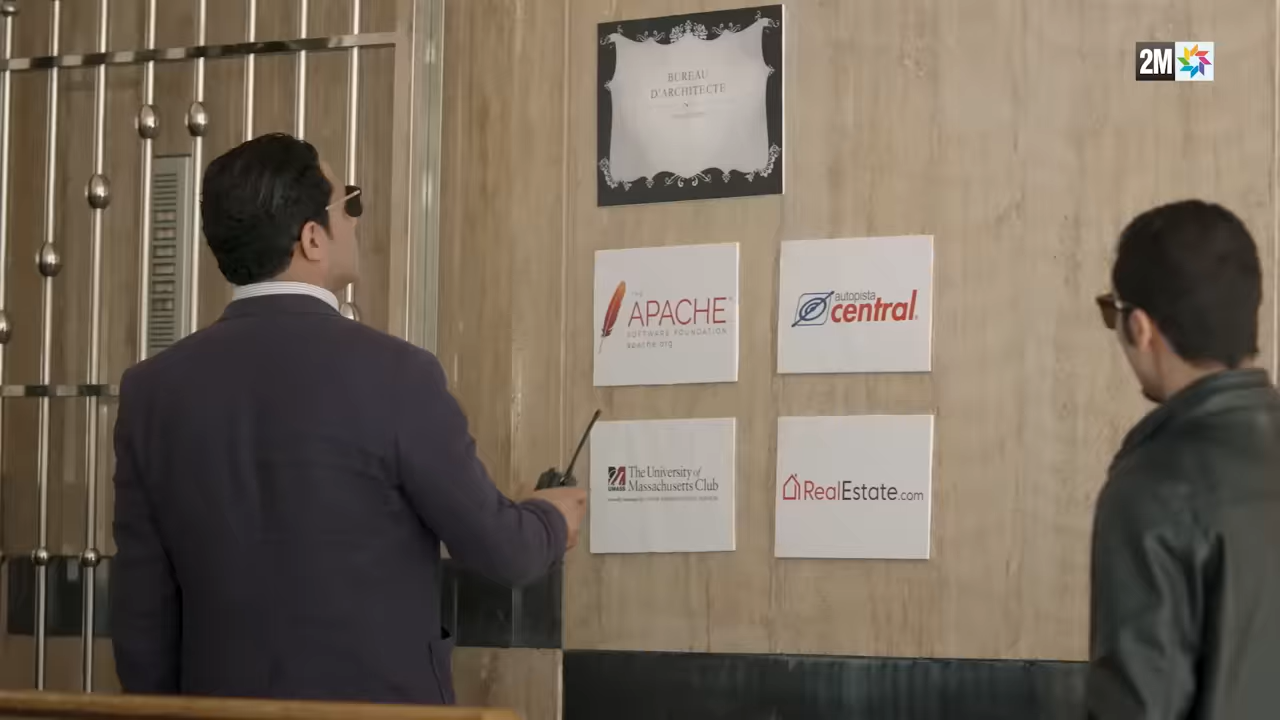 2M
BUREAU
D'ARCHITECTE
THE
APACHE
SOFTWARE FOUNDATION
apache.org
autopista
central
UMASS
The University of
Massachusetts Club
RealEstate.com